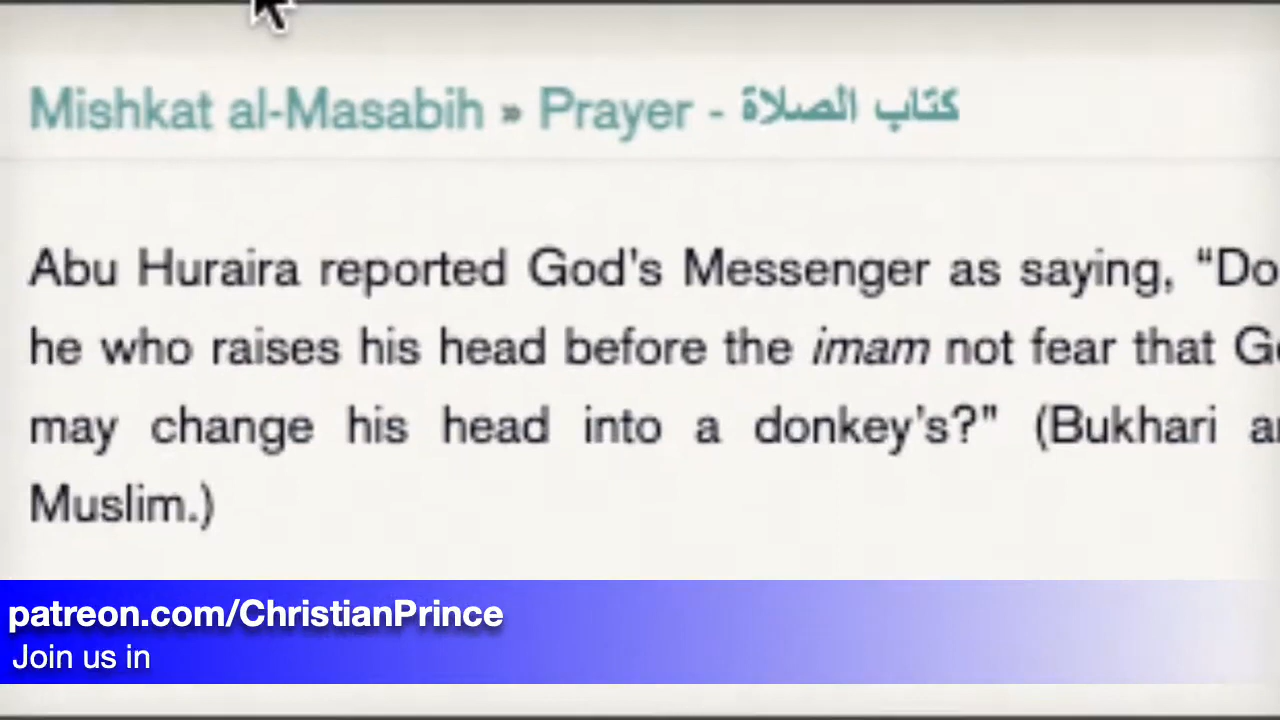 Mishkat al-Masabih » Prayer - كتاب الصلاة
Abu Huraira reported God's Messenger as saying, “Do
he who raises his head before the imam not fear that
may change his head into a donkey's?" (Bukhari
Muslim.)
patreon.com/ChristianPrince
Join us in